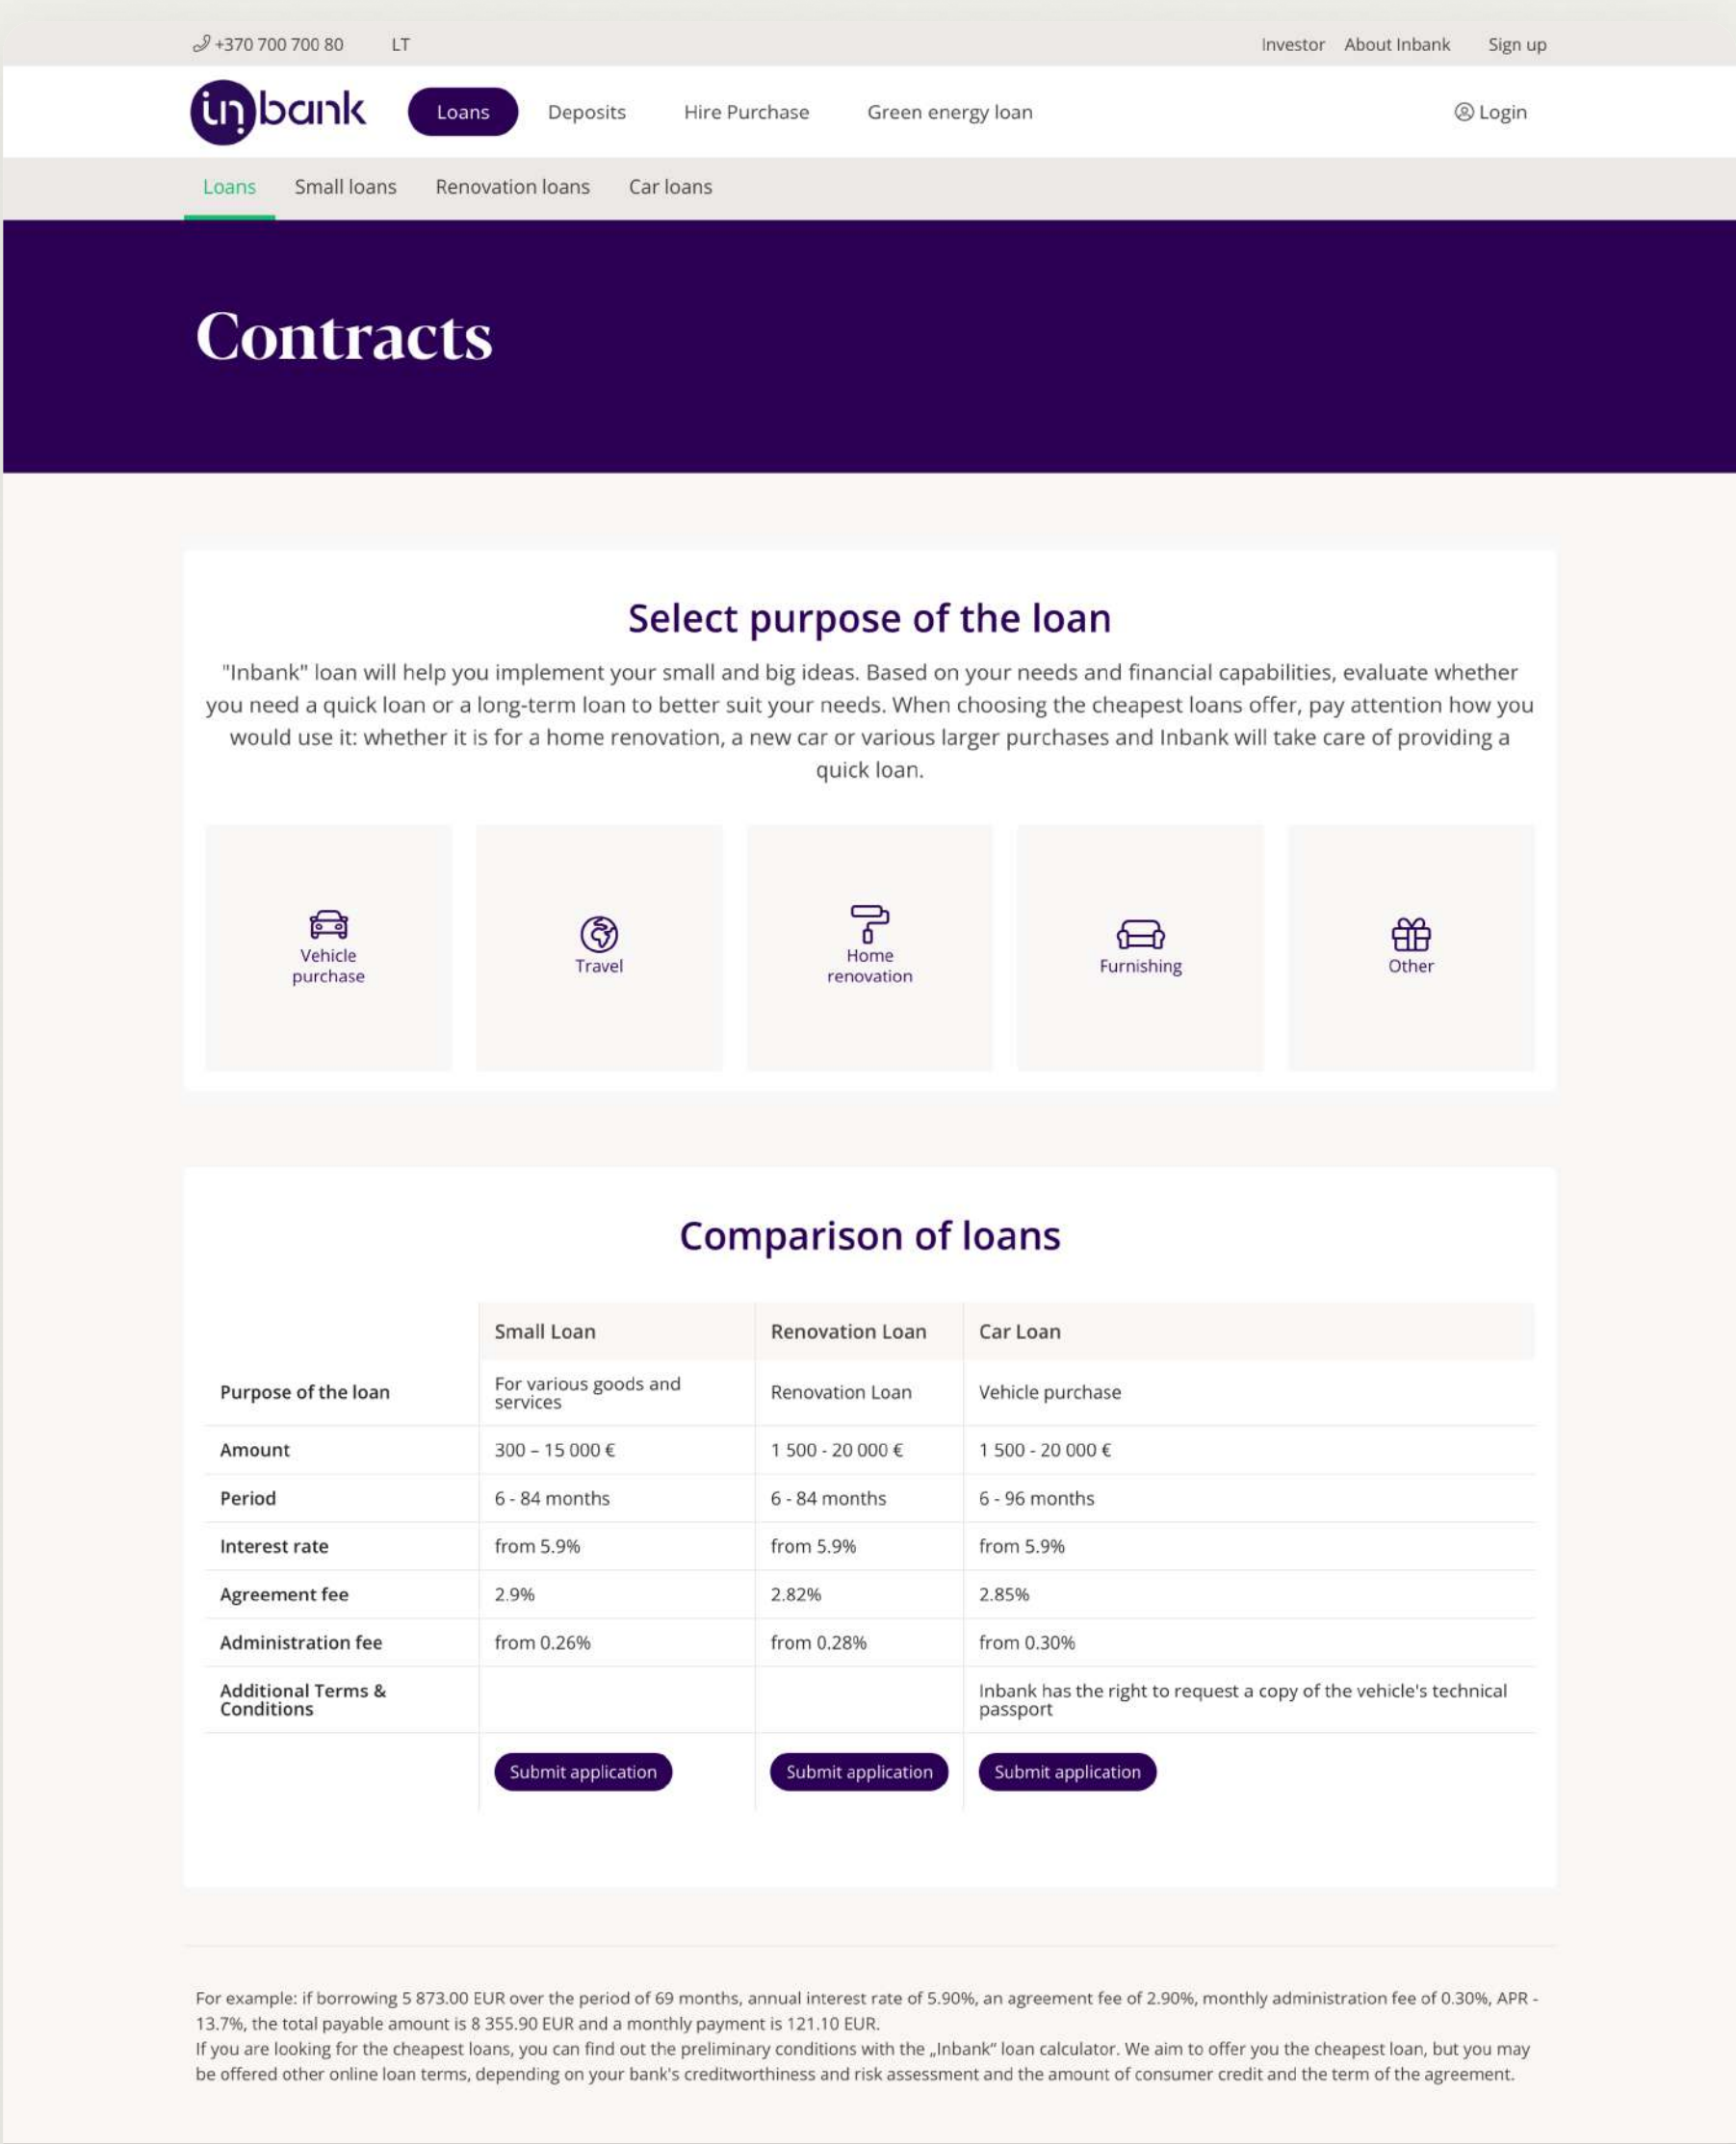 +370 700 700 80 LT Investor About Inbank Sign up
inbank Loans Deposits Hire Purchase Green energy loan Login
Loans Small loans Renovation loans Car loans
Contracts
Select purpose of the loan
"Inbank" loan will help you implement your small and big ideas. Based on your needs and financial capabilities, evaluate whether
you need a quick loan or a long-term loan to better suit your needs. When choosing the cheapest loans offer, pay attention how you
would use it: whether it is for a home renovation, a new car or various larger purchases and Inbank will take care of providing a
quick loan.
Vehicle
purchase
Travel
Home
renovation
Furnishing
Other
Comparison of loans
Small Loan Renovation Loan Car Loan
Purpose of the loan For various goods and
services Renovation Loan Vehicle purchase
Amount 300 – 15 000 € 1 500 - 20 000 € 1 500 - 20 000 €
Period 6 - 84 months 6 - 84 months 6 - 96 months
Interest rate from 5.9% from 5.9% from 5.9%
Agreement fee 2.9% 2.82% 2.85%
Administration fee from 0.26% from 0.28% from 0.30%
Additional Terms &
Conditions
Inbank has the right to request a copy of the vehicle's technical
passport
Submit application Submit application Submit application
For example: if borrowing 5 873.00 EUR over the period of 69 months, annual interest rate of 5.90%, an agreement fee of 2.90%, monthly administration fee of 0.30%, APR -
13.7%, the total payable amount is 8 355.90 EUR and a monthly payment is 121.10 EUR.
If you are looking for the cheapest loans, you can find out the preliminary conditions with the „Inbank“ loan calculator. We aim to offer you the cheapest loan, but you may
be offered other online loan terms, depending on your bank's creditworthiness and risk assessment and the amount of consumer credit and the term of the agreement.